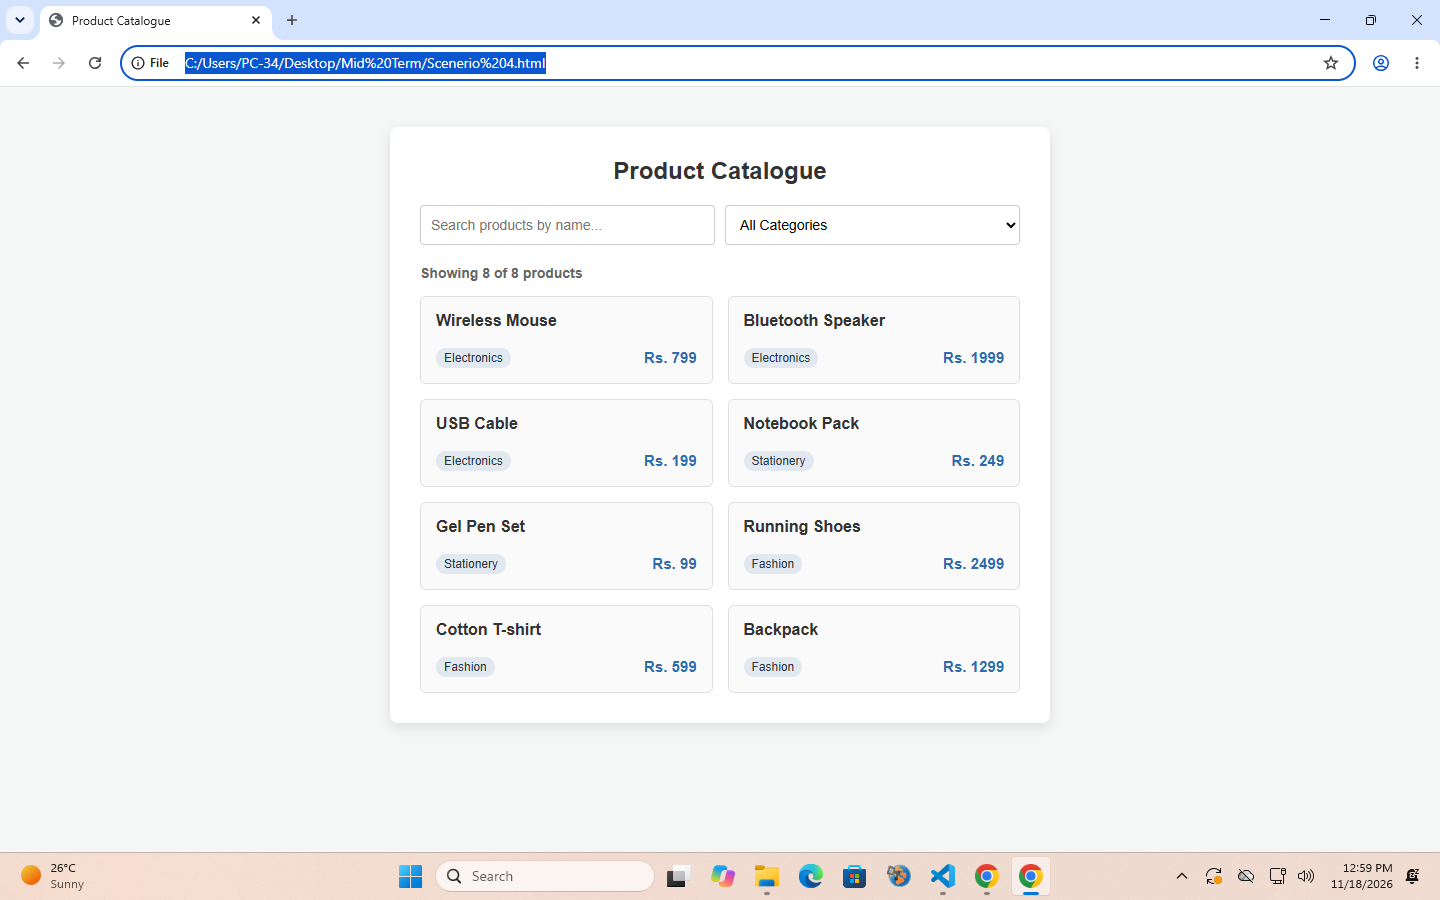 Product Catalogue
File C:/Users/PC-34/Desktop/Mid%20Term/Scenerio%204.html
Product Catalogue
Search products by name... All Categories
Showing 8 of 8 products
Wireless Mouse
Electronics Rs. 799
Bluetooth Speaker
Electronics Rs. 1999
USB Cable
Electronics Rs. 199
Notebook Pack
Stationery Rs. 249
Gel Pen Set
Stationery Rs. 99
Running Shoes
Fashion Rs. 2499
Cotton T-shirt
Fashion Rs. 599
Backpack
Fashion Rs. 1299
26°C
Sunny
Search
12:59 PM
11/18/2026